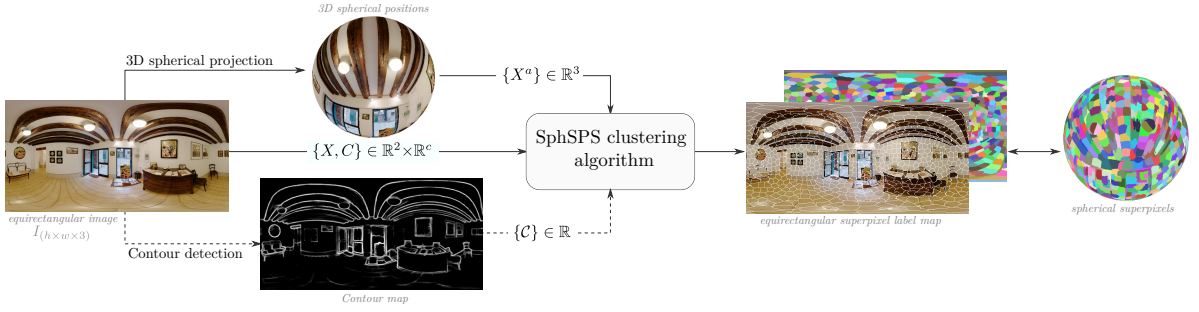 3D spherical positions
3D spherical projection
{X^a} ∈ ℝ^3
{X, C} ∈ ℝ^2×ℝ^c
SphSPS clustering
algorithm
equirectangular image
I_(h×w×3)
Contour detection
{𝒞} ∈ ℝ
Contour map
equirectangular superpixel label map
spherical superpixels